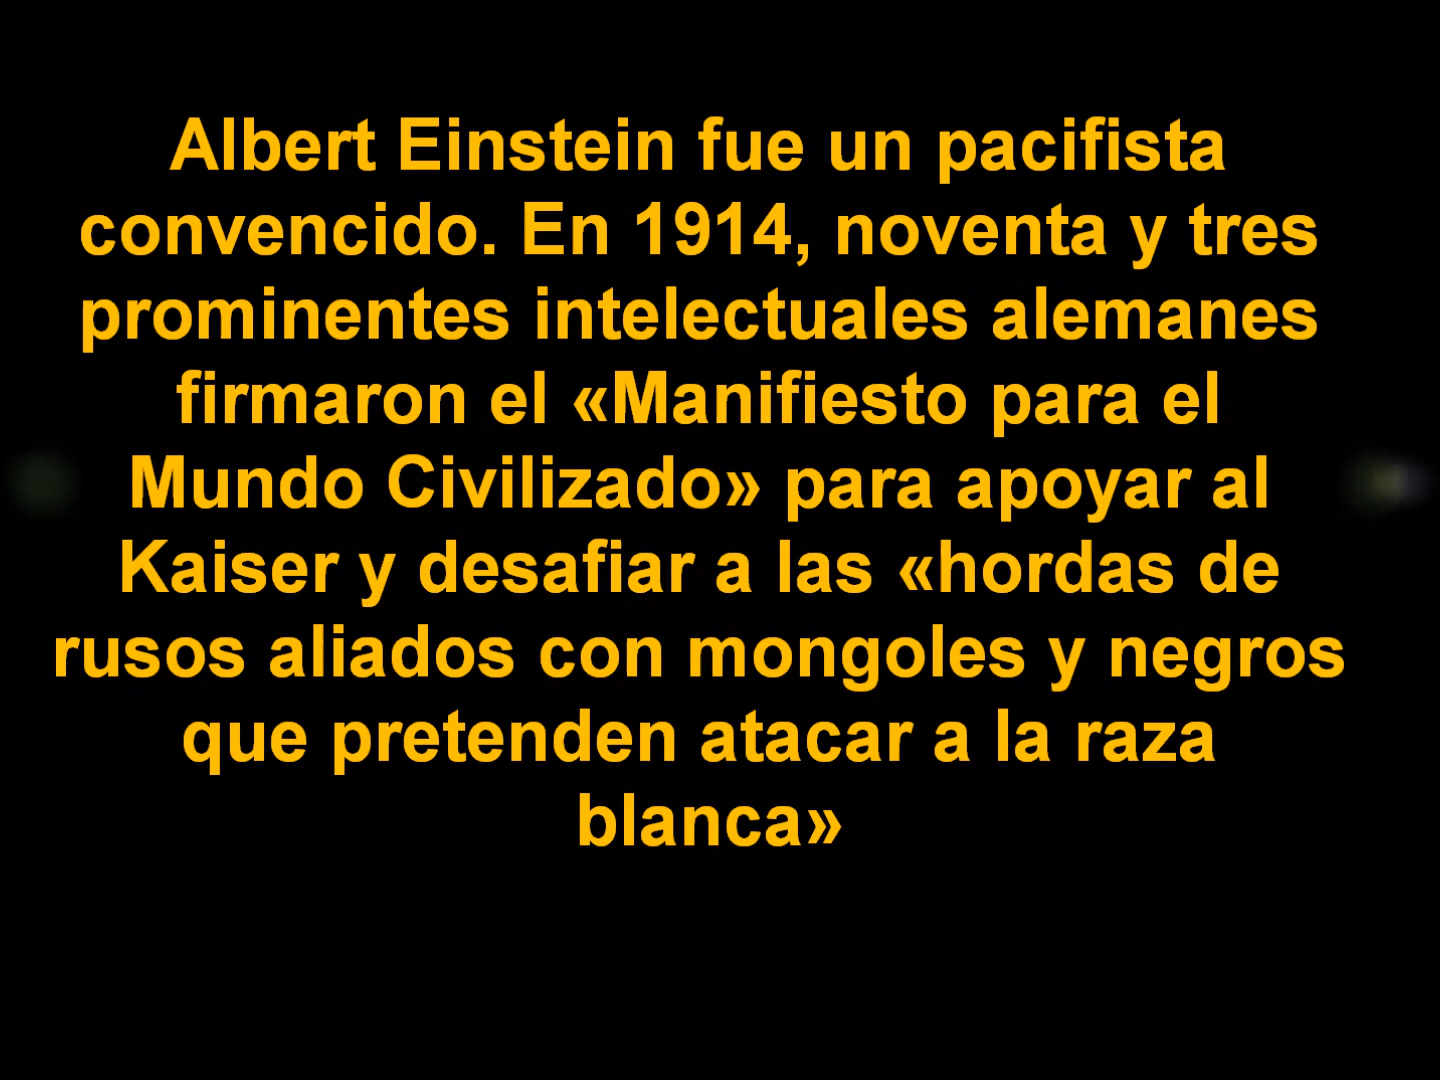 Albert Einstein fue un pacifista
convencido. En 1914, noventa y tres
prominentes intelectuales alemanes
firmaron el «Manifiesto para el
Mundo Civilizado» para apoyar al
Kaiser y desafiar a las «hordas de
rusos aliados con mongoles y negros
que pretenden atacar a la raza
blanca»